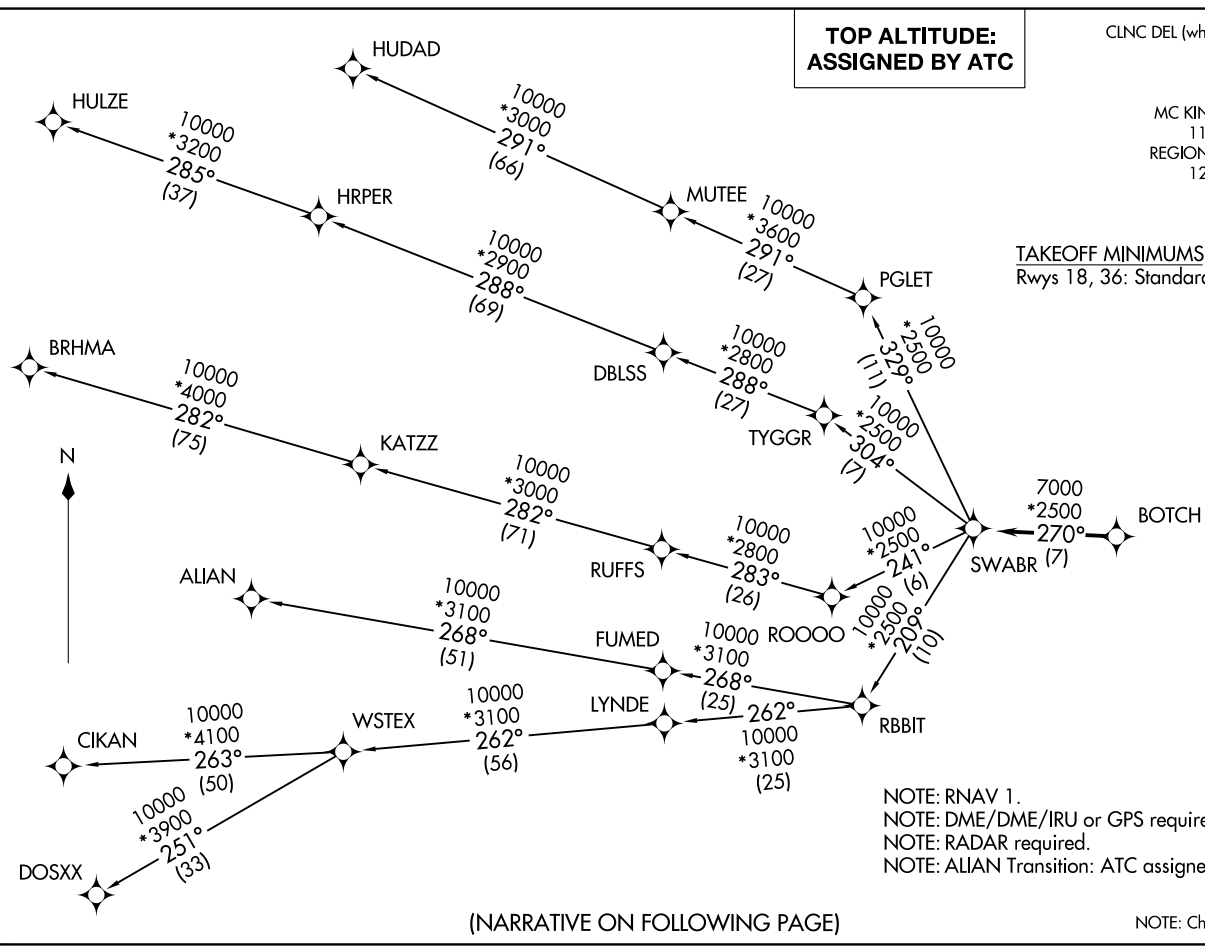 TOP ALTITUDE:
ASSIGNED BY ATC
CLNC DEL
MC KIN
11
REGION
12
TAKEOFF MINIMUMS
Rwys 18, 36: Standard
HUDAD
10000
*3000
291°
(66)
MUTEE
10000
*3600
291°
(27)
PGLET
10000
*2500
329°
(11)
HULZE
10000
*3200
285°
(37)
HRPER
10000
*2900
288°
(69)
DBLSS
10000
*2800
288°
(27)
TYGGR
10000
*2500
304°
(7)
BRHMA
10000
*4000
282°
(75)
KATZZ
10000
*3000
282°
(71)
RUFFS
10000
*2800
283°
(26)
ROOOO
10000
*2500
241°
(6)
SWABR
7000
*2500
270°
(7)
BOTCH
N
ALIAN
10000
*3100
268°
(51)
FUMED
10000
*3100
268°
(25)
10000
*2500
209°
(10)
RBBIT
CIKAN
10000
*4100
263°
(50)
WSTEX
10000
*3100
262°
(56)
LYNDE
262°
10000
*3100
(25)
DOSXX
10000
*3900
251°
(33)
NOTE: RNAV 1.
NOTE: DME/DME/IRU or GPS require
NOTE: RADAR required.
NOTE: ALIAN Transition: ATC assigne
(NARRATIVE ON FOLLOWING PAGE)
NOTE: Ch